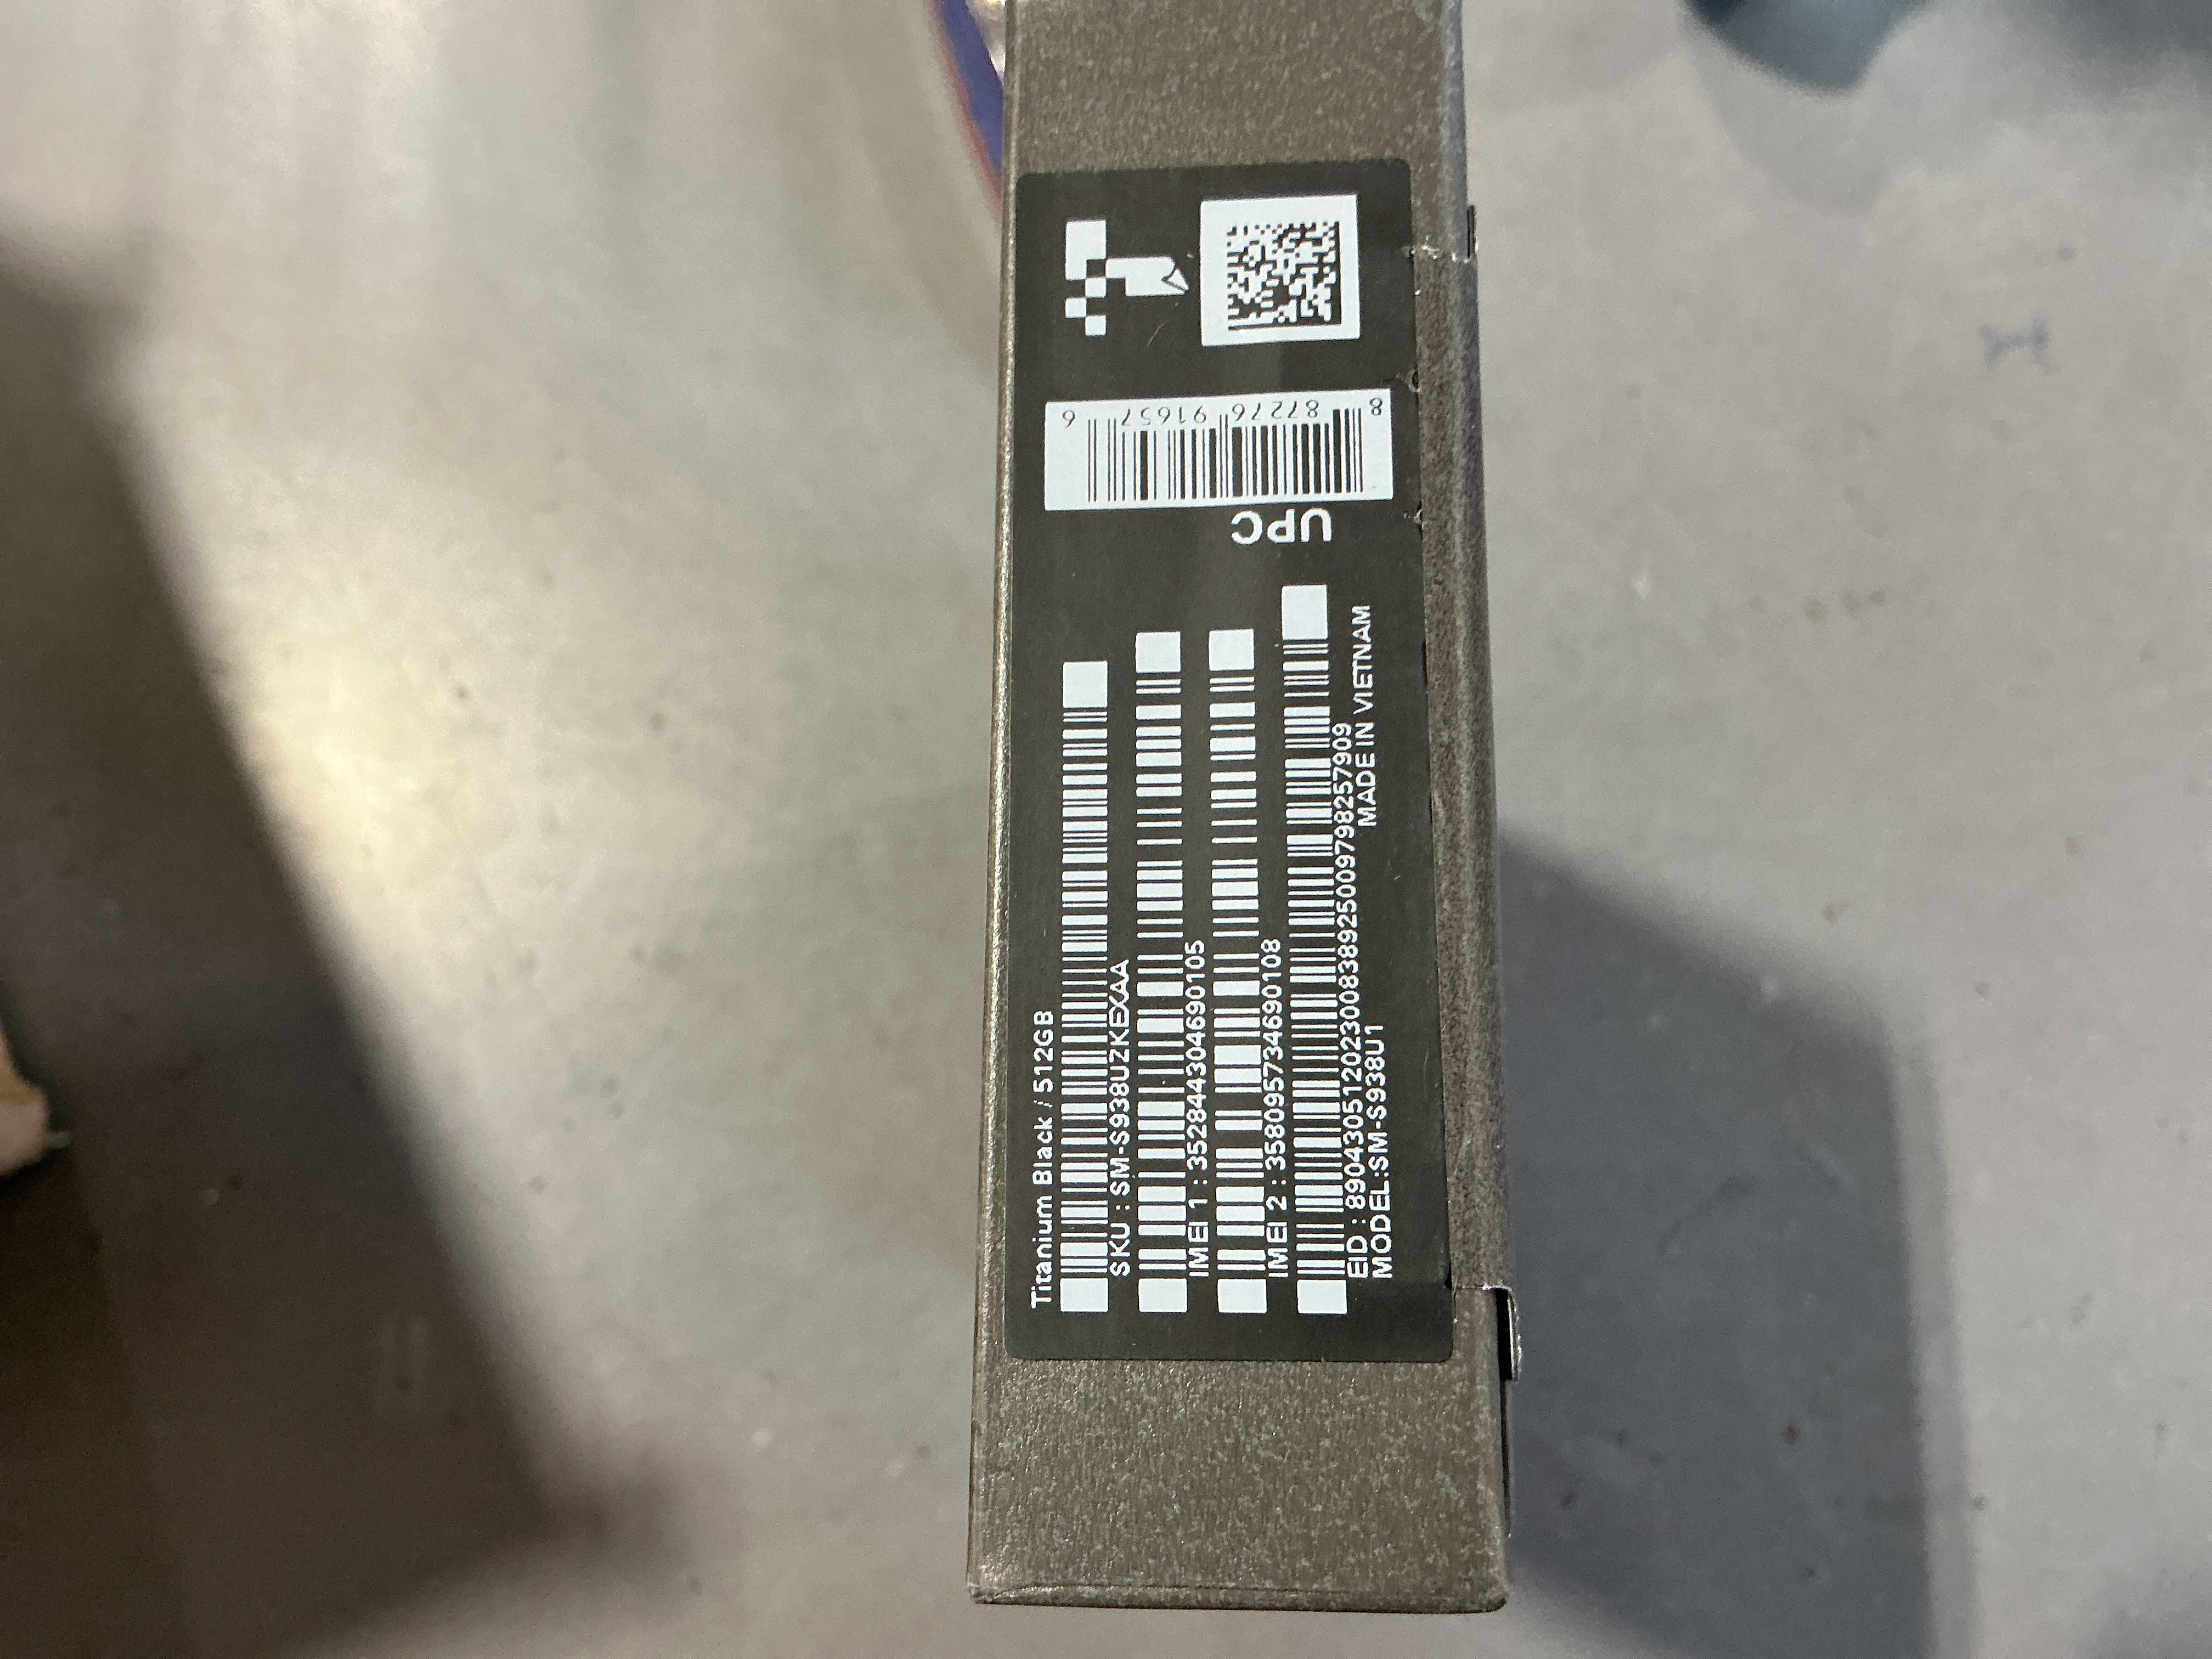 Titanium Black / 512GB
SKU : SM-S938UZKEXAA
IMEI 1 : 352844304690105
IMEI 2 : 358095734690108
EID : 89043051202300838925009798257909
MODEL:SM-S938U1
MADE IN VIETNAM
UPC
8 87276 91657 6